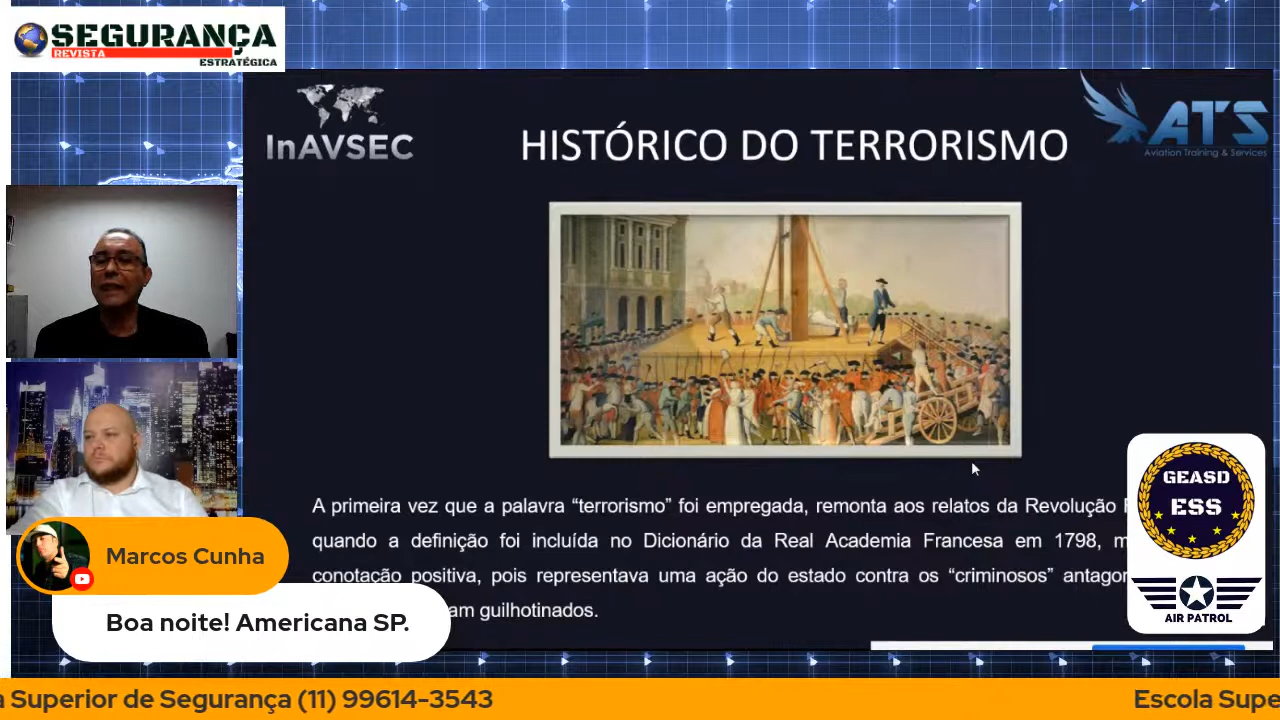 SEGURANÇA
REVISTA
ESTRATÉGICA
InAVSEC
HISTÓRICO DO TERRORISMO
ATS
Aviation Training & Services
A primeira vez que a palavra “terrorismo” foi empregada, remonta aos relatos da Revolução
quando a definição foi incluída no Dicionário da Real Academia Francesa em 1798,
conotação positiva, pois representava uma ação do estado contra os “criminosos”
guilhotinados.
GEASD
ESS
AIR PATROL
Marcos Cunha
Boa noite! Americana SP.
a Superior de Segurança (11) 99614-3543
Escola Supe